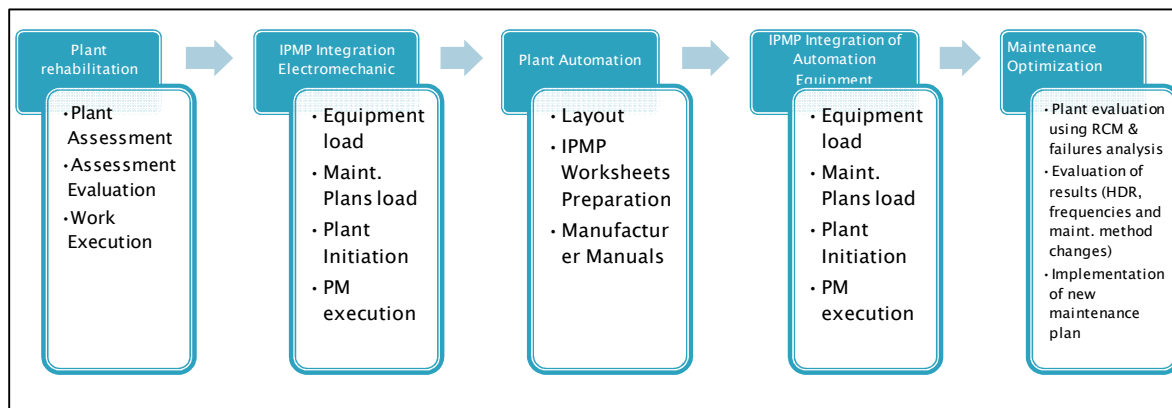 Plant
rehabilitation
•Plant
Assessment
•Assessment
Evaluation
•Work
Execution
IPMP Integration
Electromechanic
• Equipment
load
• Maint.
Plans load
• Plant
Initiation
• PM
execution
Plant Automation
• Layout
• IPMP
Worksheets
Preparation
• Manufactur
er Manuals
IPMP Integration of
Automation
Equipment
• Equipment
load
• Maint.
Plans load
• Plant
Initiation
• PM
execution
Maintenance
Optimization
• Plant evaluation
using RCM &
failures analysis
• Evaluation of
results (HDR,
frequencies and
maint. method
changes)
• Implementation
of new
maintenance
plan